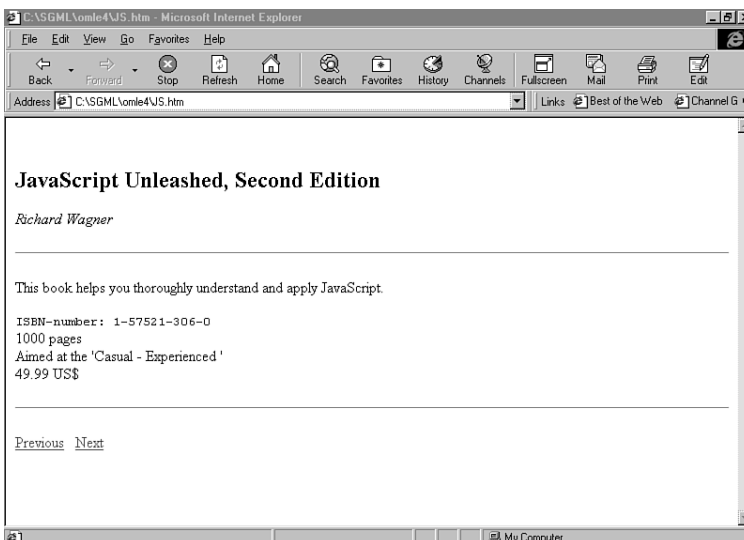 C:\SGML\omle4\JS.htm - Microsoft Internet Explorer
File Edit View Go Favorites Help
Back Forward Stop Refresh Home Search Favorites History Channels Fullscreen Mail Print Edit
Address C:\SGML\omle4\JS.htm Links Best of the Web Channel G
JavaScript Unleashed, Second Edition
Richard Wagner
This book helps you thoroughly understand and apply JavaScript.
ISBN-number: 1-57521-306-0
1000 pages
Aimed at the 'Casual - Experienced '
49.99 US$
Previous Next
My Computer